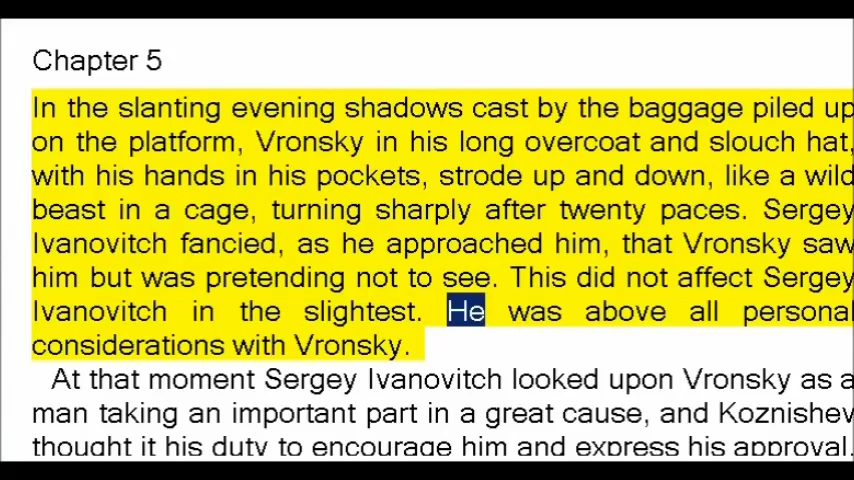 Chapter 5
In the slanting evening shadows cast by the baggage piled up
on the platform, Vronsky in his long overcoat and slouch hat,
with his hands in his pockets, strode up and down, like a wild
beast in a cage, turning sharply after twenty paces. Sergey
Ivanovitch fancied, as he approached him, that Vronsky saw
him but was pretending not to see. This did not affect Sergey
Ivanovitch in the slightest. He was above all personal
considerations with Vronsky.
At that moment Sergey Ivanovitch looked upon Vronsky as a
man taking an important part in a great cause, and Koznishev
thought it his duty to encourage him and express his approval.